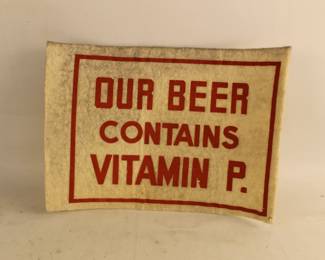 OUR BEER
CONTAINS
VITAMIN P.